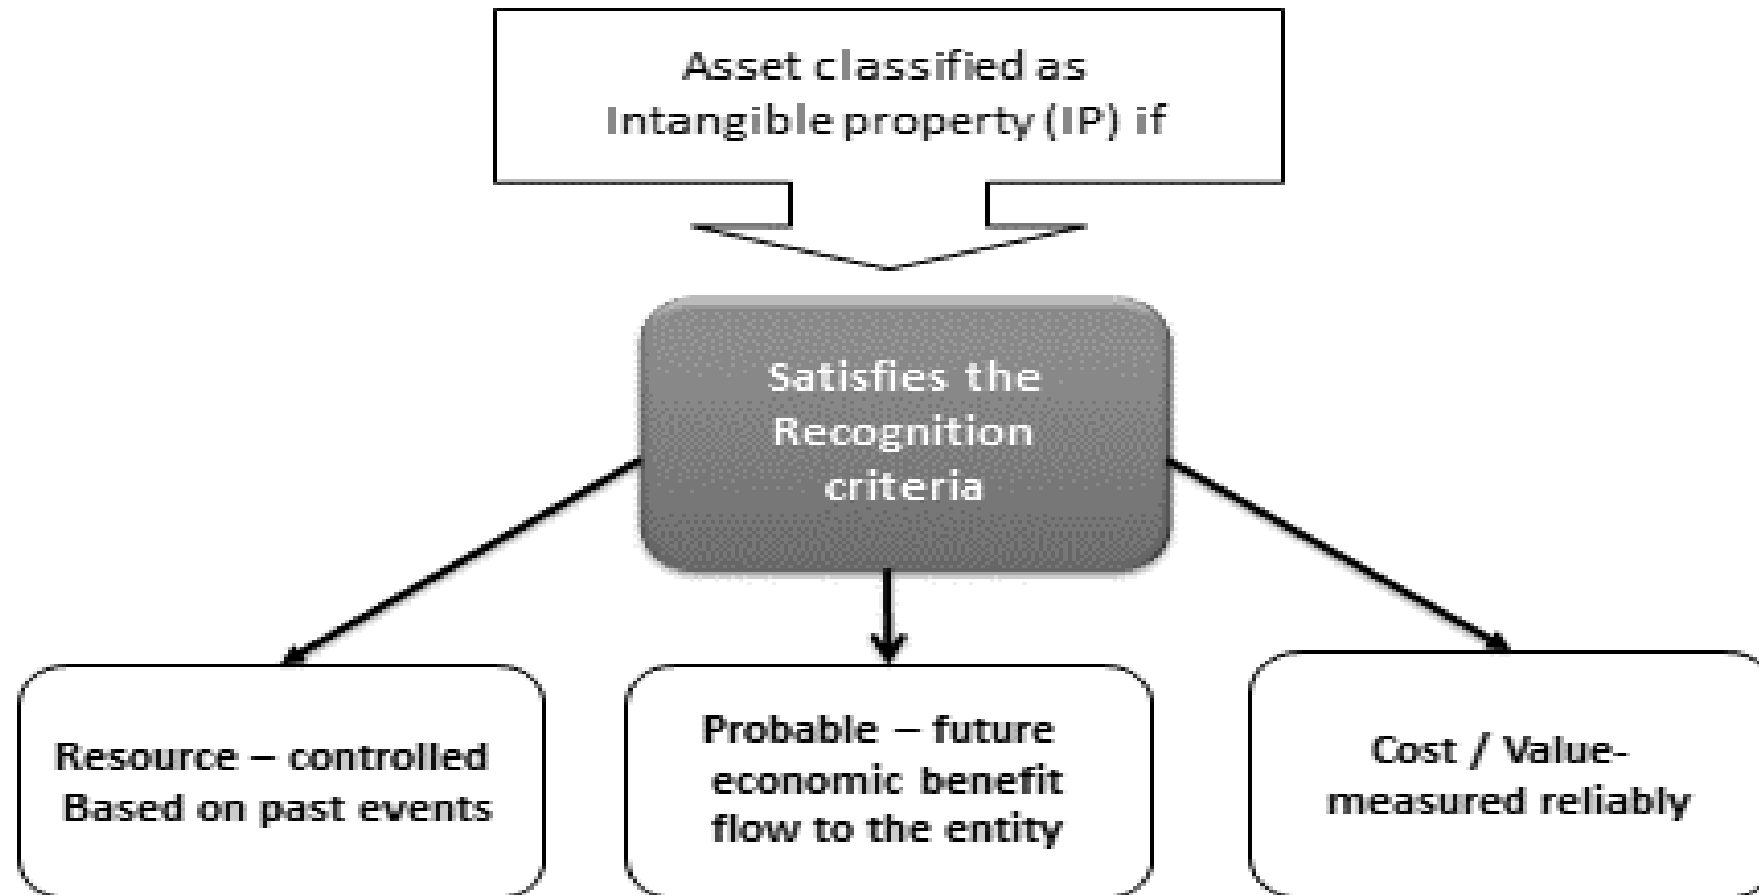 Asset classified as
Intangible property (IP) if
Satisfies the
Recognition
criteria
Resource – controlled
Based on past events
Probable – future
economic benefit
flow to the entity
Cost / Value-
measured reliably